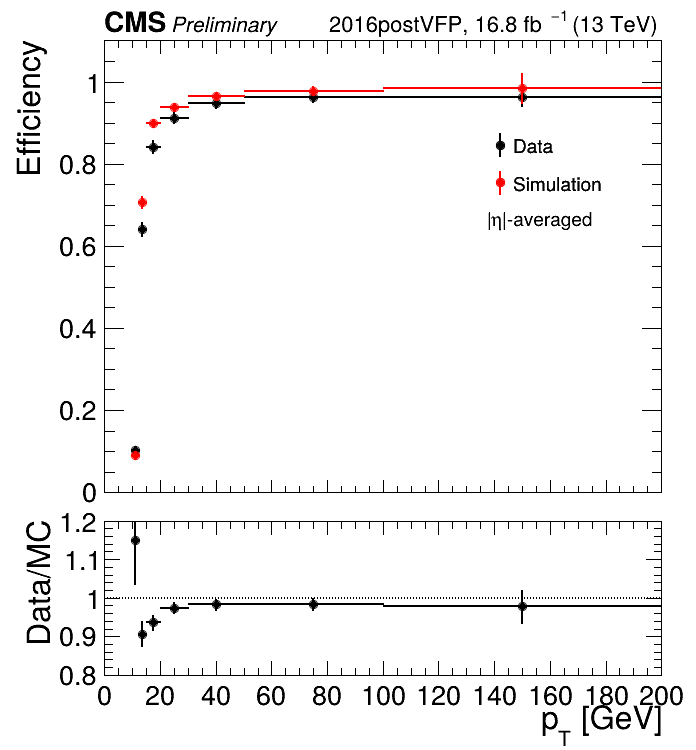 CMS Preliminary 2016postVFP, 16.8 fb ⁻¹ (13 TeV)
Efficiency
1
0.8
0.6
0.4
0.2
0
Data
Simulation
|η|-averaged
Data/MC
1.2
1.1
1
0.9
0.8
0 20 40 60 80 100 120 140 160 180 200
p_T [GeV]